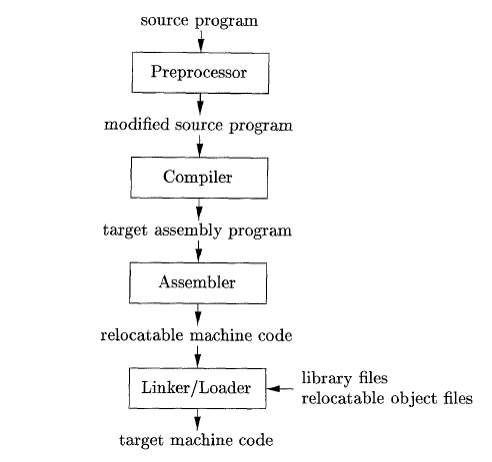 source program
Preprocessor
modified source program
Compiler
target assembly program
Assembler
relocatable machine code
Linker/Loader
library files
relocatable object files
target machine code